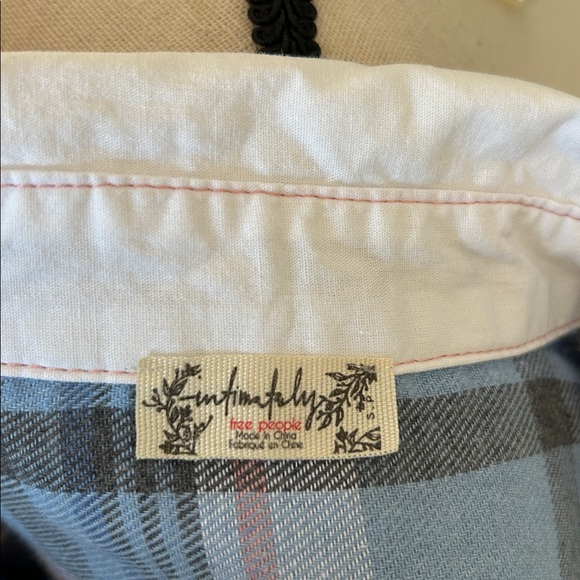 intimately
free people
Made in China
Fabriqué en Chine
S P